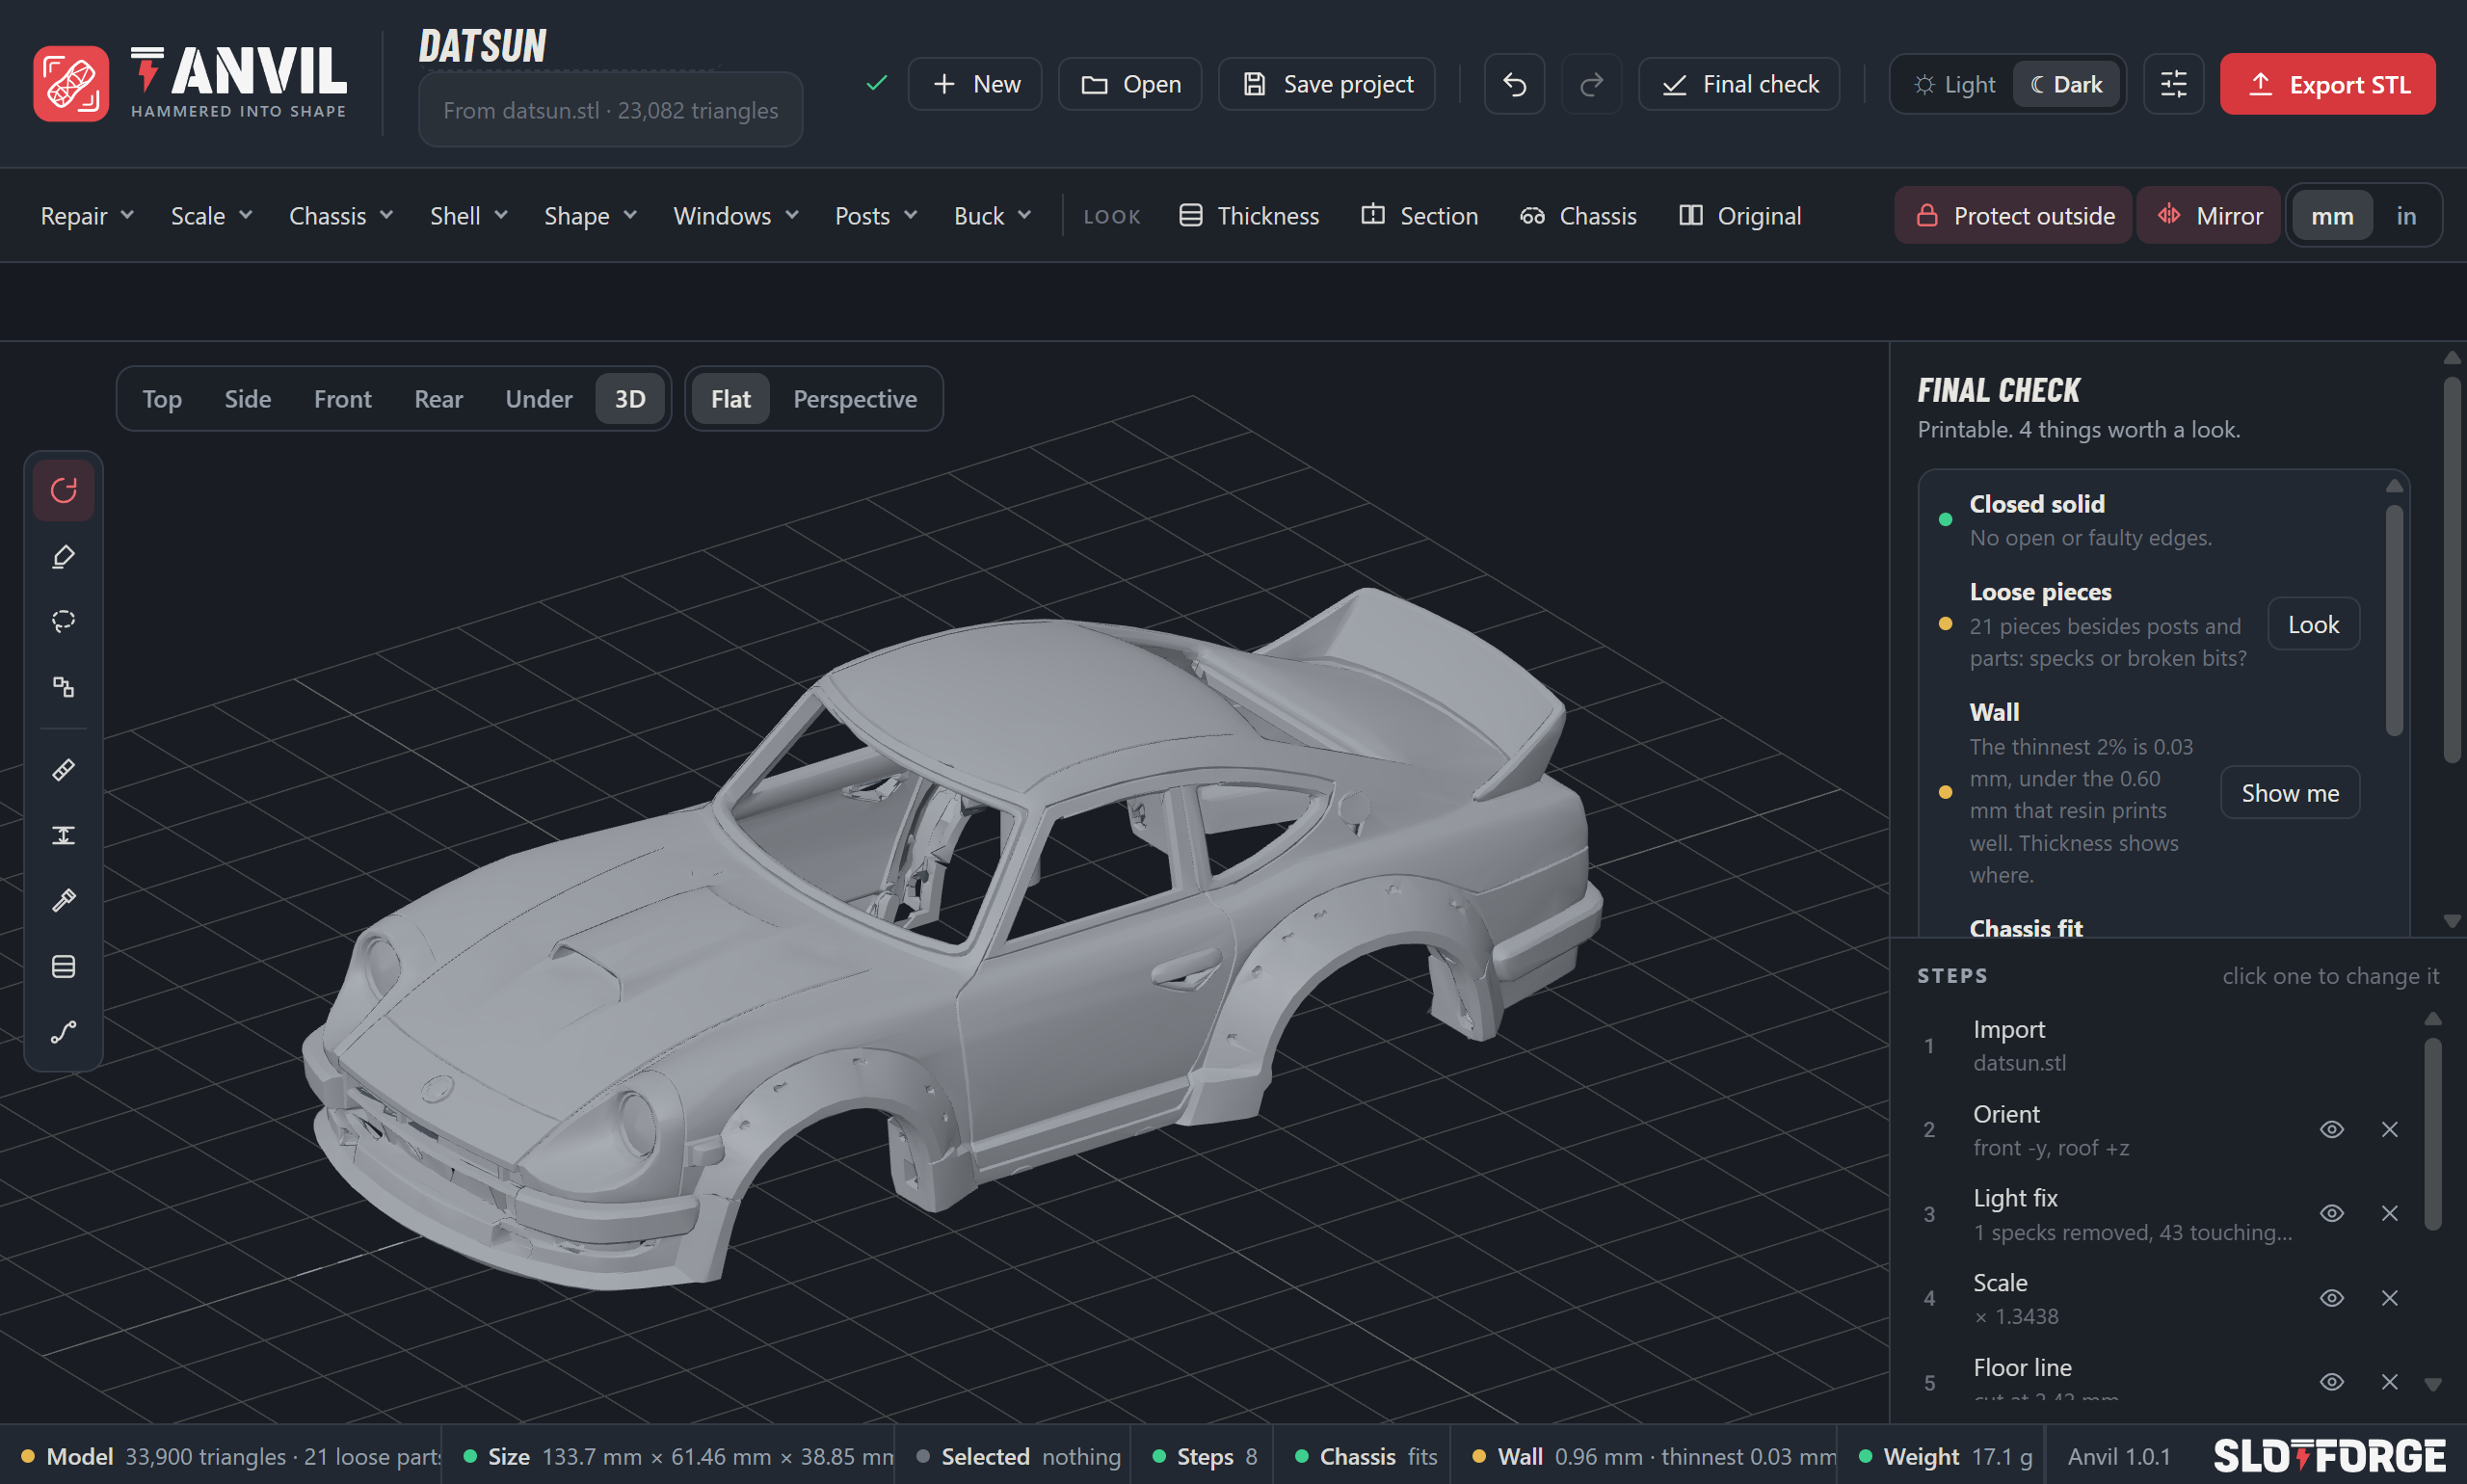 ANVIL
HAMMERED INTO SHAPE
DATSUN
From datsun.stl · 23,082 triangles
New
Open
Save project
Final check
Light
Dark
Export STL
Repair
Scale
Chassis
Shell
Shape
Windows
Posts
Buck
LOOK
Thickness
Section
Chassis
Original
Protect outside
Mirror
mm
in
Top
Side
Front
Rear
Under
3D
Flat
Perspective
FINAL CHECK
Printable. 4 things worth a look.
Closed solid
No open or faulty edges.
Loose pieces
21 pieces besides posts and
parts: specks or broken bits?
Look
Wall
The thinnest 2% is 0.03
mm, under the 0.60
mm that resin prints
well. Thickness shows
where.
Show me
Chassis fit
STEPS
click one to change it
1
Import
datsun.stl
2
Orient
front -y, roof +z
3
Light fix
1 specks removed, 43 touching...
4
Scale
× 1.3438
5
Floor line
cut at 2.42 mm
Model 33,900 triangles · 21 loose parts
Size 133.7 mm × 61.46 mm × 38.85 mm
Selected nothing
Steps 8
Chassis fits
Wall 0.96 mm · thinnest 0.03 mm
Weight 17.1 g
Anvil 1.0.1
SLOTFORGE